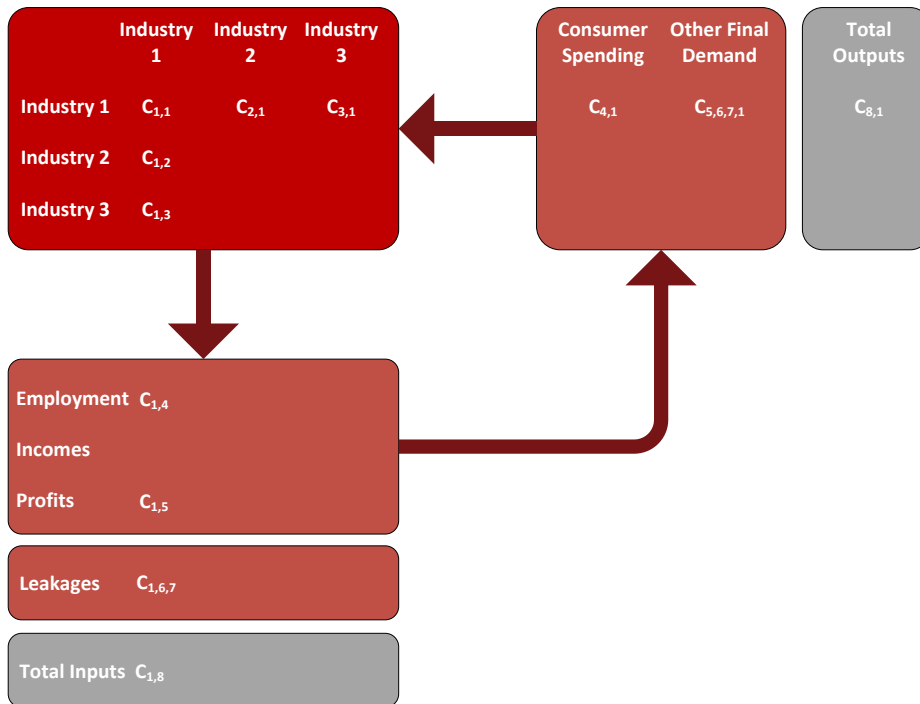 Industry 1 Industry 2 Industry 3
Industry 1 C1,1 C2,1 C3,1
Industry 2 C1,2
Industry 3 C1,3
Consumer Spending Other Final Demand
C4,1 C5,6,7,1
Total Outputs
C8,1
Employment C1,4
Incomes
Profits C1,5
Leakages C1,6,7
Total Inputs C1,8